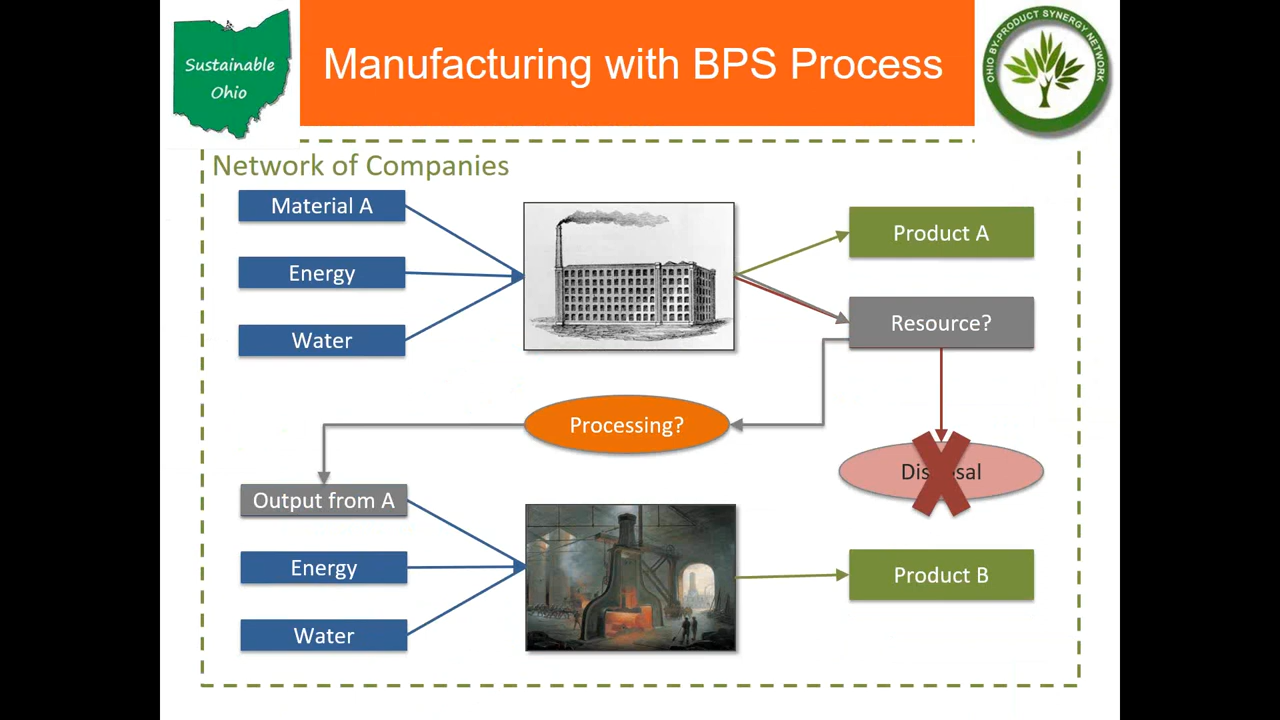 Sustainable
Ohio
Manufacturing with BPS Process
OHIO BY-PRODUCT SYNERGY NETWORK
Network of Companies
Material A
Energy
Water
Product A
Resource?
Processing?
Disposal
Output from A
Energy
Water
Product B